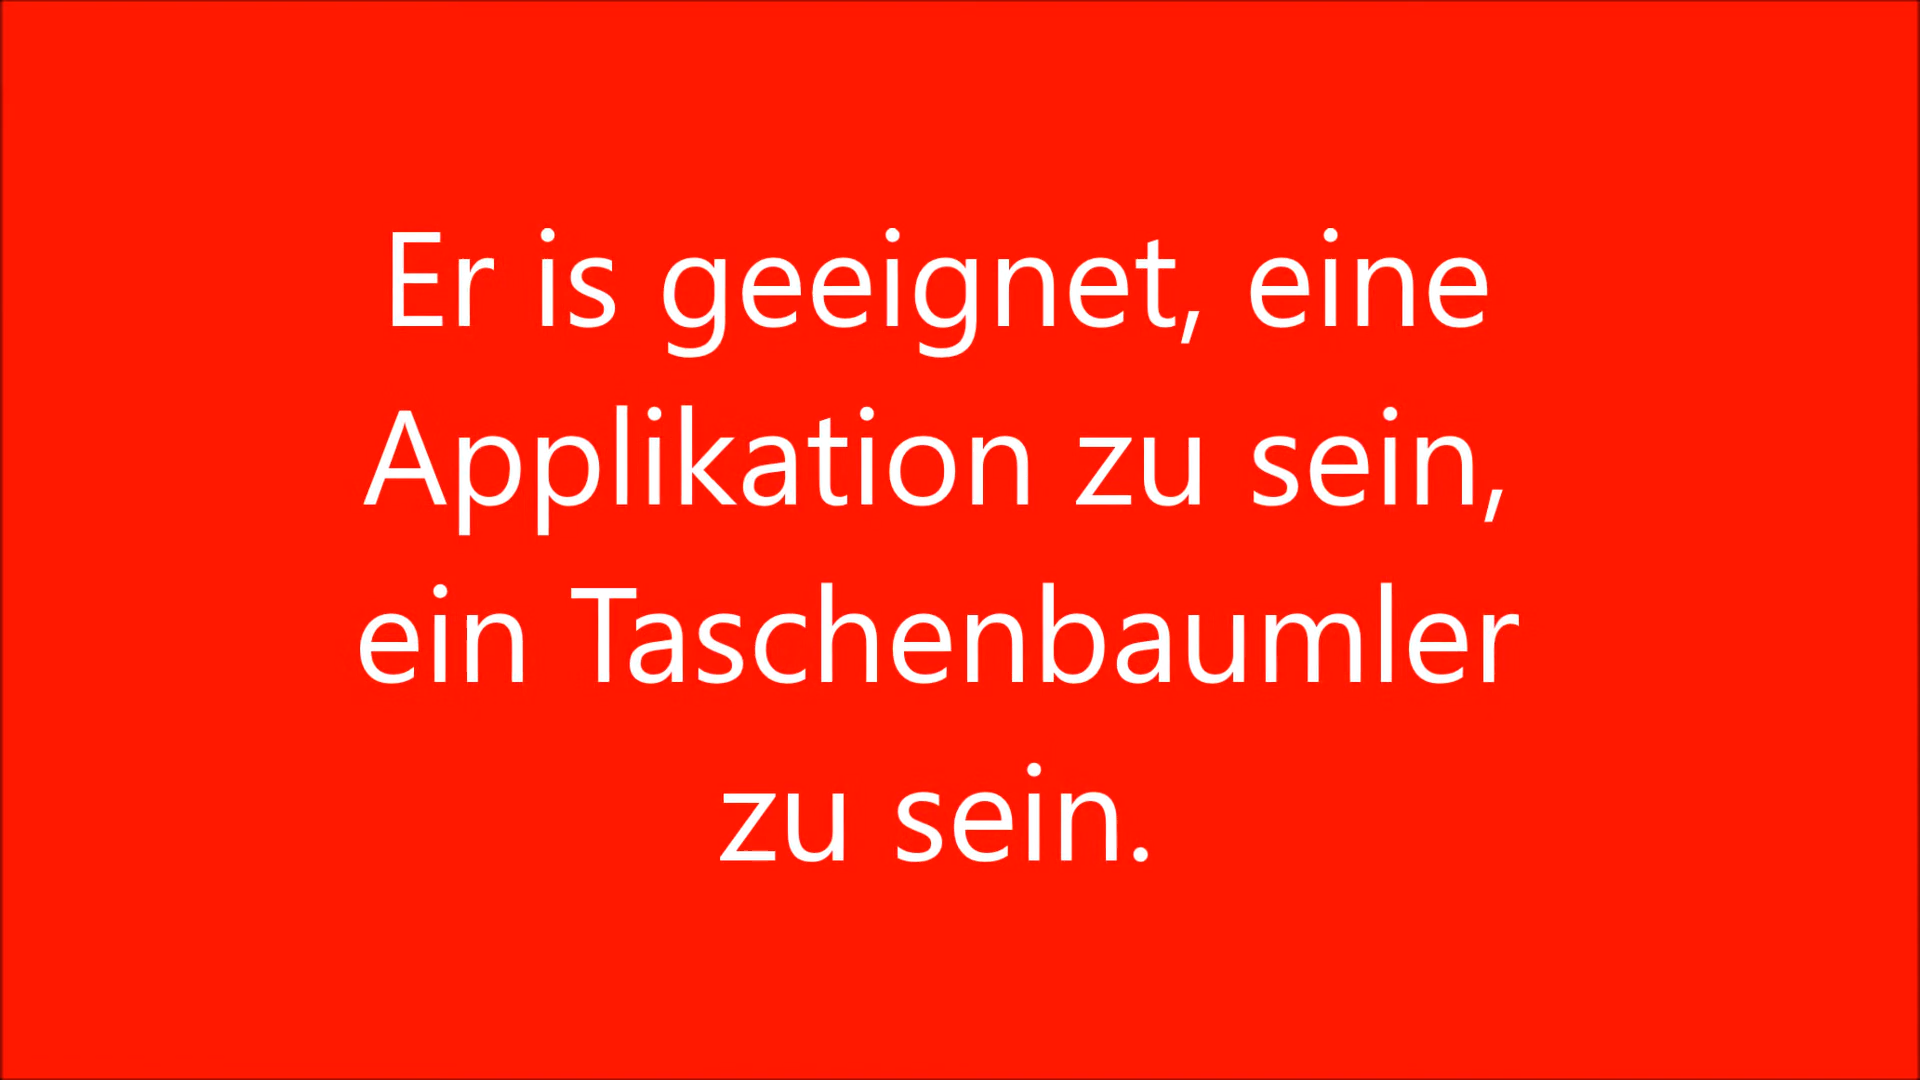 Er is geeignet, eine
Applikation zu sein,
ein Taschenbaumler
zu sein.